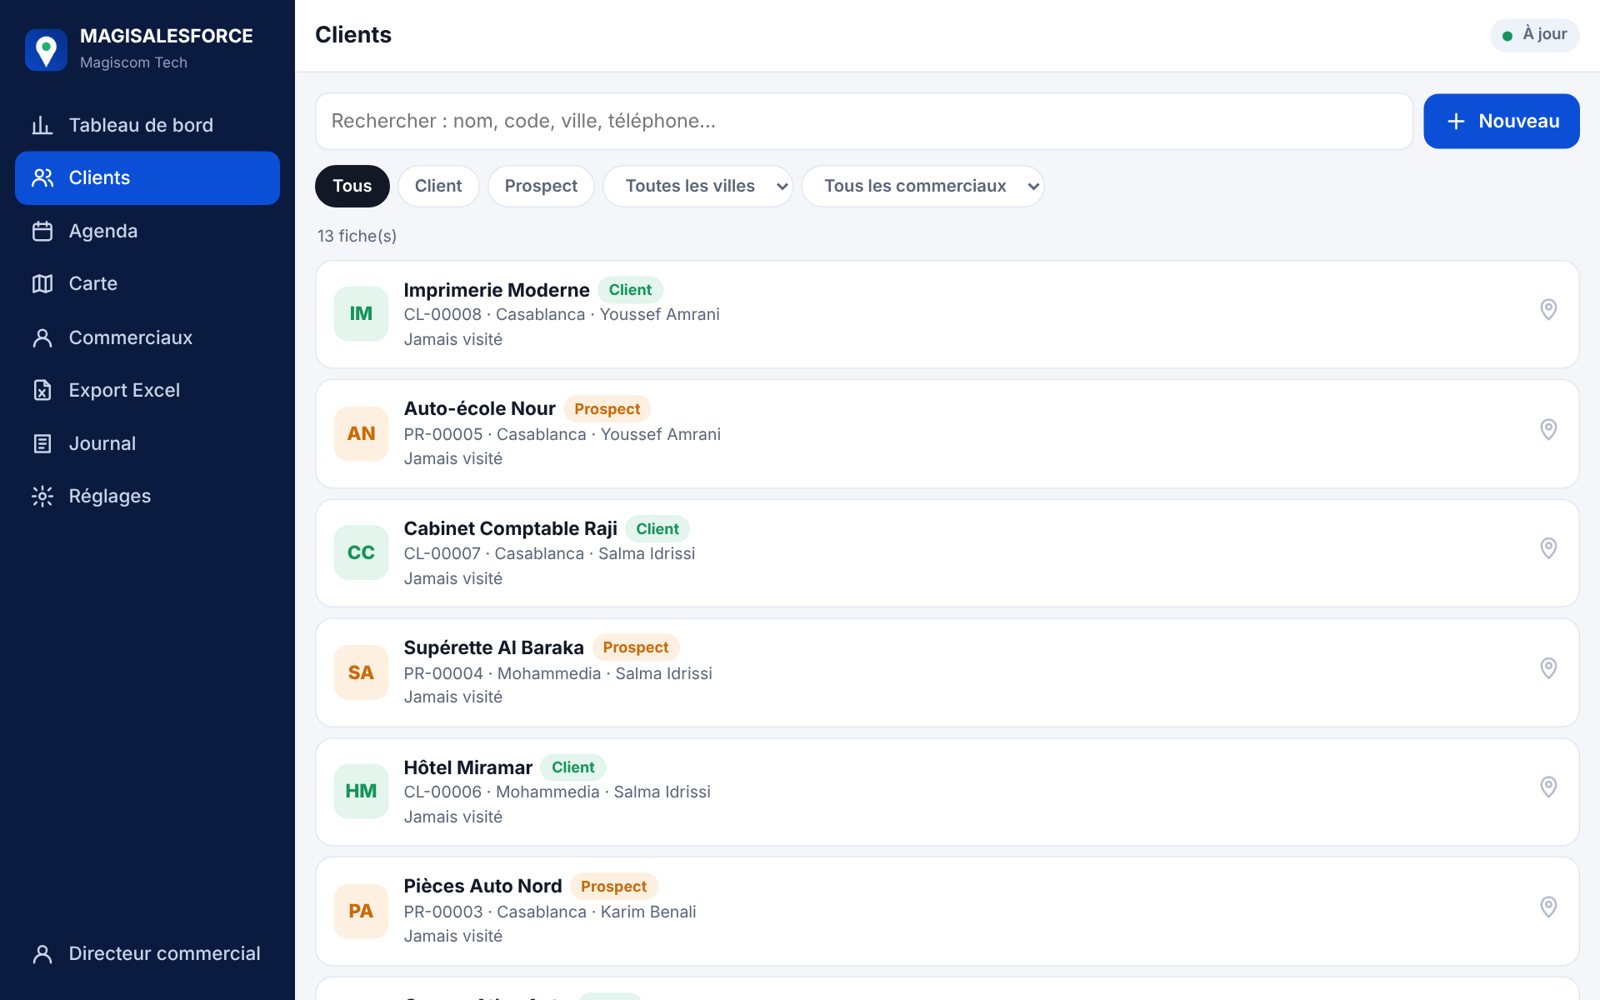 MAGISALESFORCE
Magiscom Tech
Tableau de bord
Clients
Agenda
Carte
Commerciaux
Export Excel
Journal
Réglages
Directeur commercial
Clients
À jour
Rechercher : nom, code, ville, téléphone...
Nouveau
Tous
Client
Prospect
Toutes les villes
Tous les commerciaux
13 fiche(s)
IM
Imprimerie Moderne Client
CL-00008 · Casablanca · Youssef Amrani
Jamais visité
AN
Auto-école Nour Prospect
PR-00005 · Casablanca · Youssef Amrani
Jamais visité
CC
Cabinet Comptable Raji Client
CL-00007 · Casablanca · Salma Idrissi
Jamais visité
SA
Supérette Al Baraka Prospect
PR-00004 · Mohammedia · Salma Idrissi
Jamais visité
HM
Hôtel Miramar Client
CL-00006 · Mohammedia · Salma Idrissi
Jamais visité
PA
Pièces Auto Nord Prospect
PR-00003 · Casablanca · Karim Benali
Jamais visité